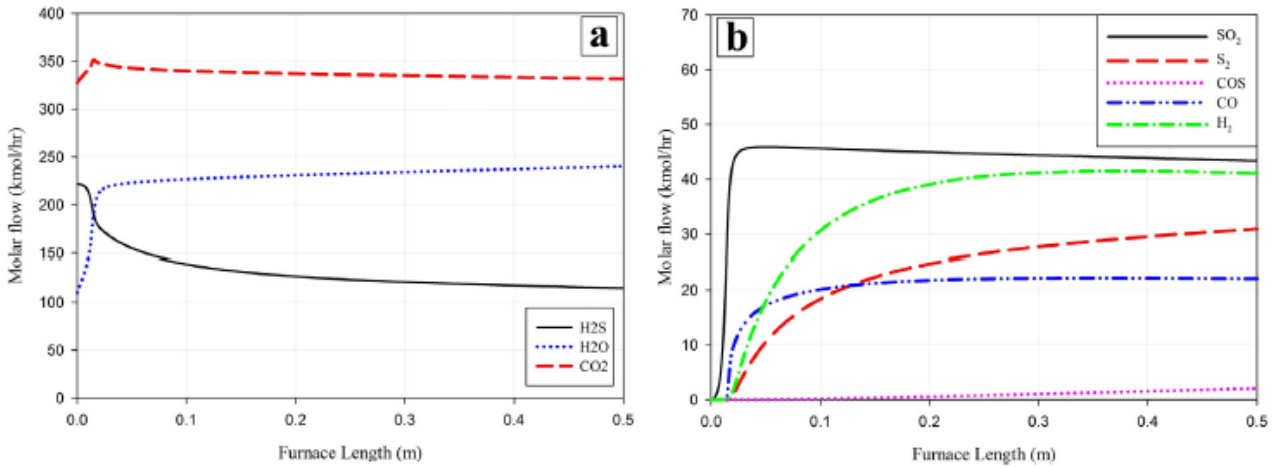 a
400
350
300
250
200
150
100
50
0
Molar flow (kmol/hr)
0.0 0.1 0.2 0.3 0.4 0.5
Furnace Length (m)
H2S
H2O
CO2
b
70
60
50
40
30
20
10
0
Molar flow (kmol/hr)
0.0 0.1 0.2 0.3 0.4 0.5
Furnace Length (m)
SO₂
S₂
COS
CO
H₂